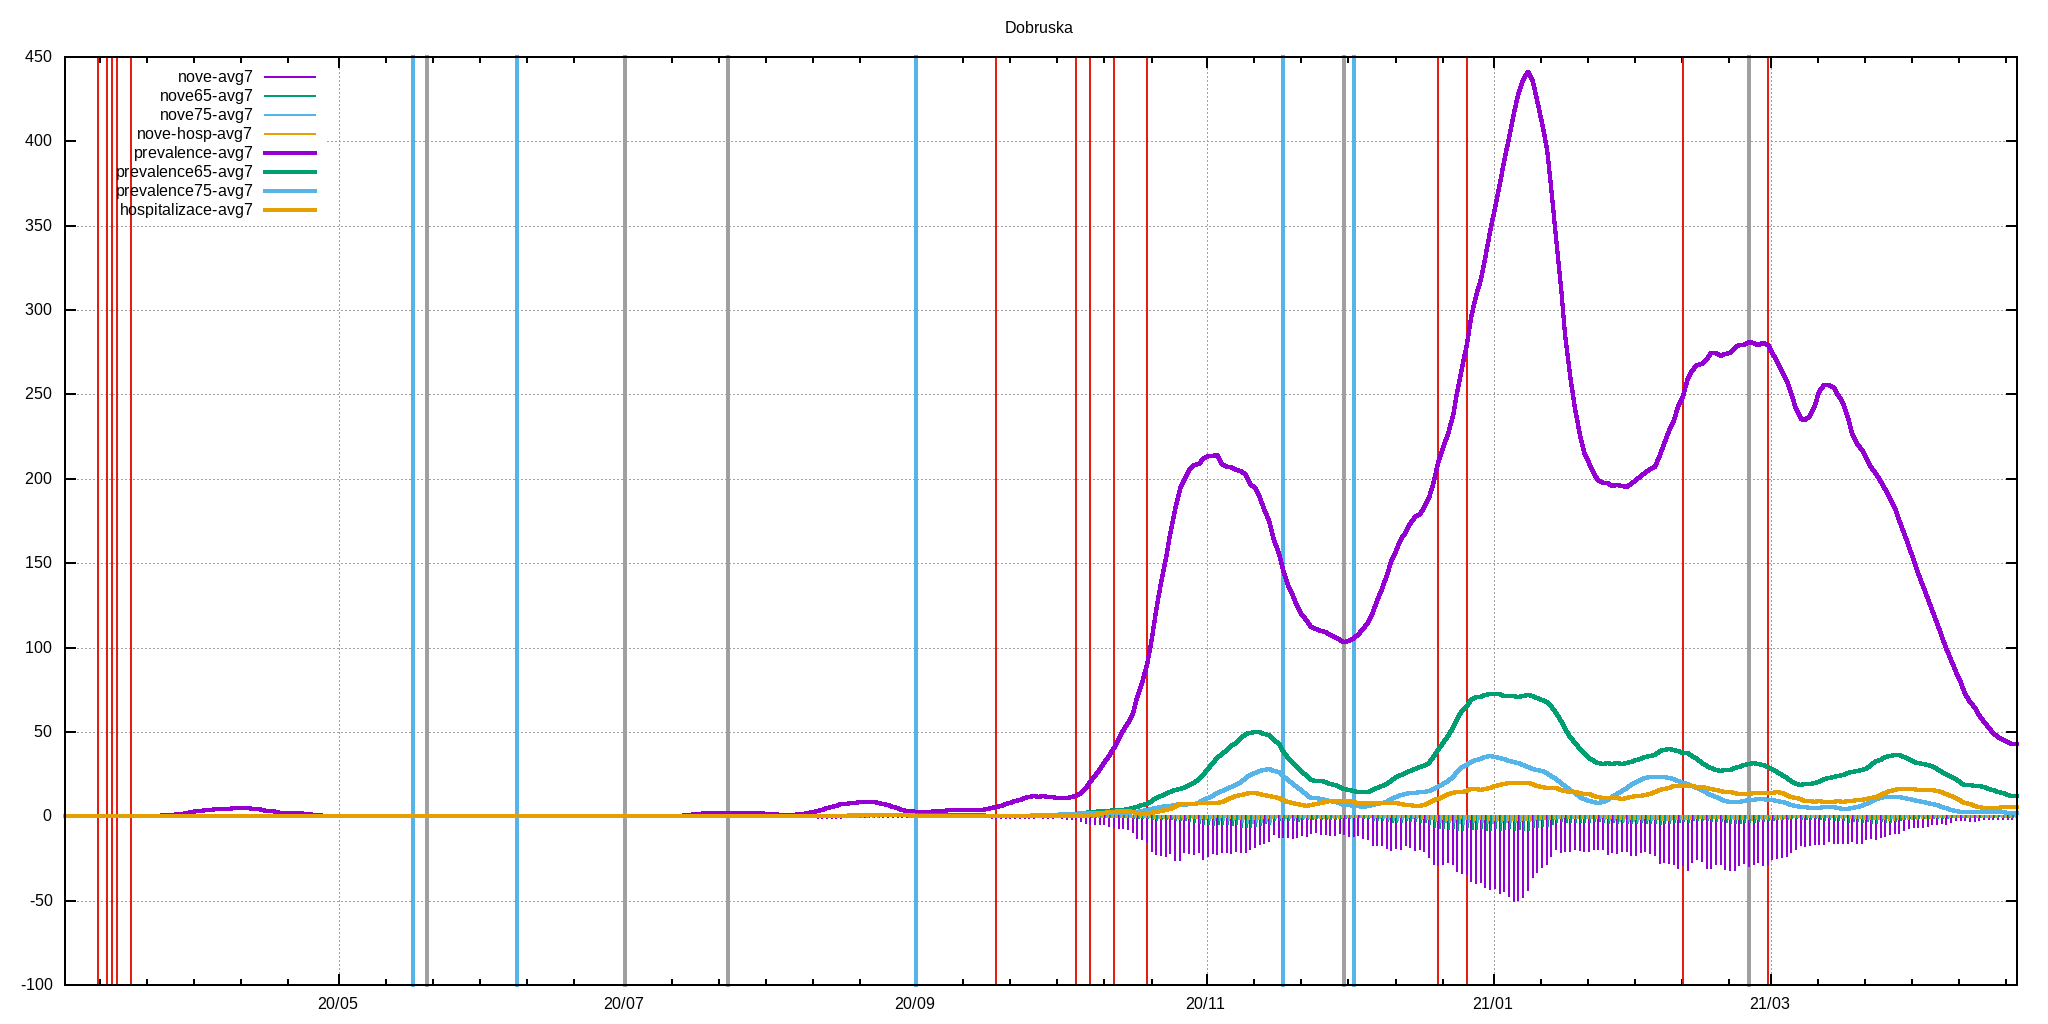 Dobruska
450
400
350
300
250
200
150
100
50
0
-50
-100
nove-avg7
nove65-avg7
nove75-avg7
nove-hosp-avg7
prevalence-avg7
prevalence65-avg7
prevalence75-avg7
hospitalizace-avg7
20/05 20/07 20/09 20/11 21/01 21/03